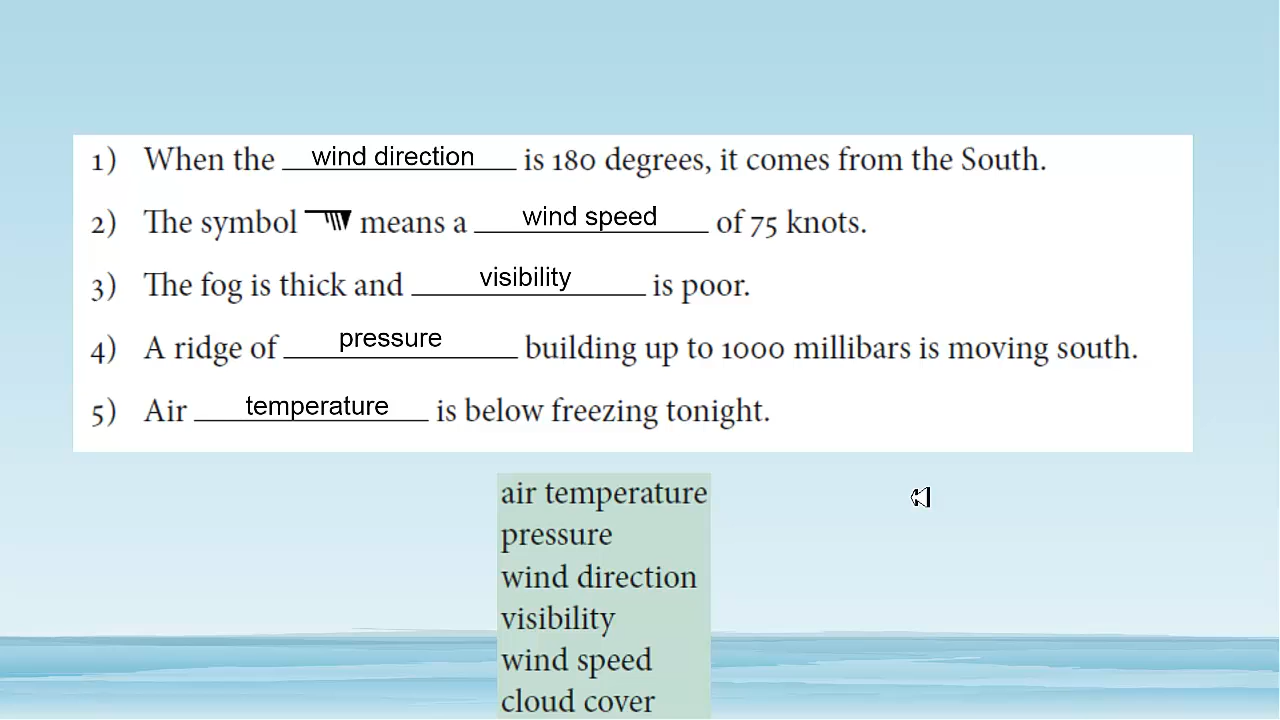 1) When the wind direction is 180 degrees, it comes from the South.
2) The symbol means a wind speed of 75 knots.
3) The fog is thick and visibility is poor.
4) A ridge of pressure building up to 1000 millibars is moving south.
5) Air temperature is below freezing tonight.
air temperature
pressure
wind direction
visibility
wind speed
cloud cover